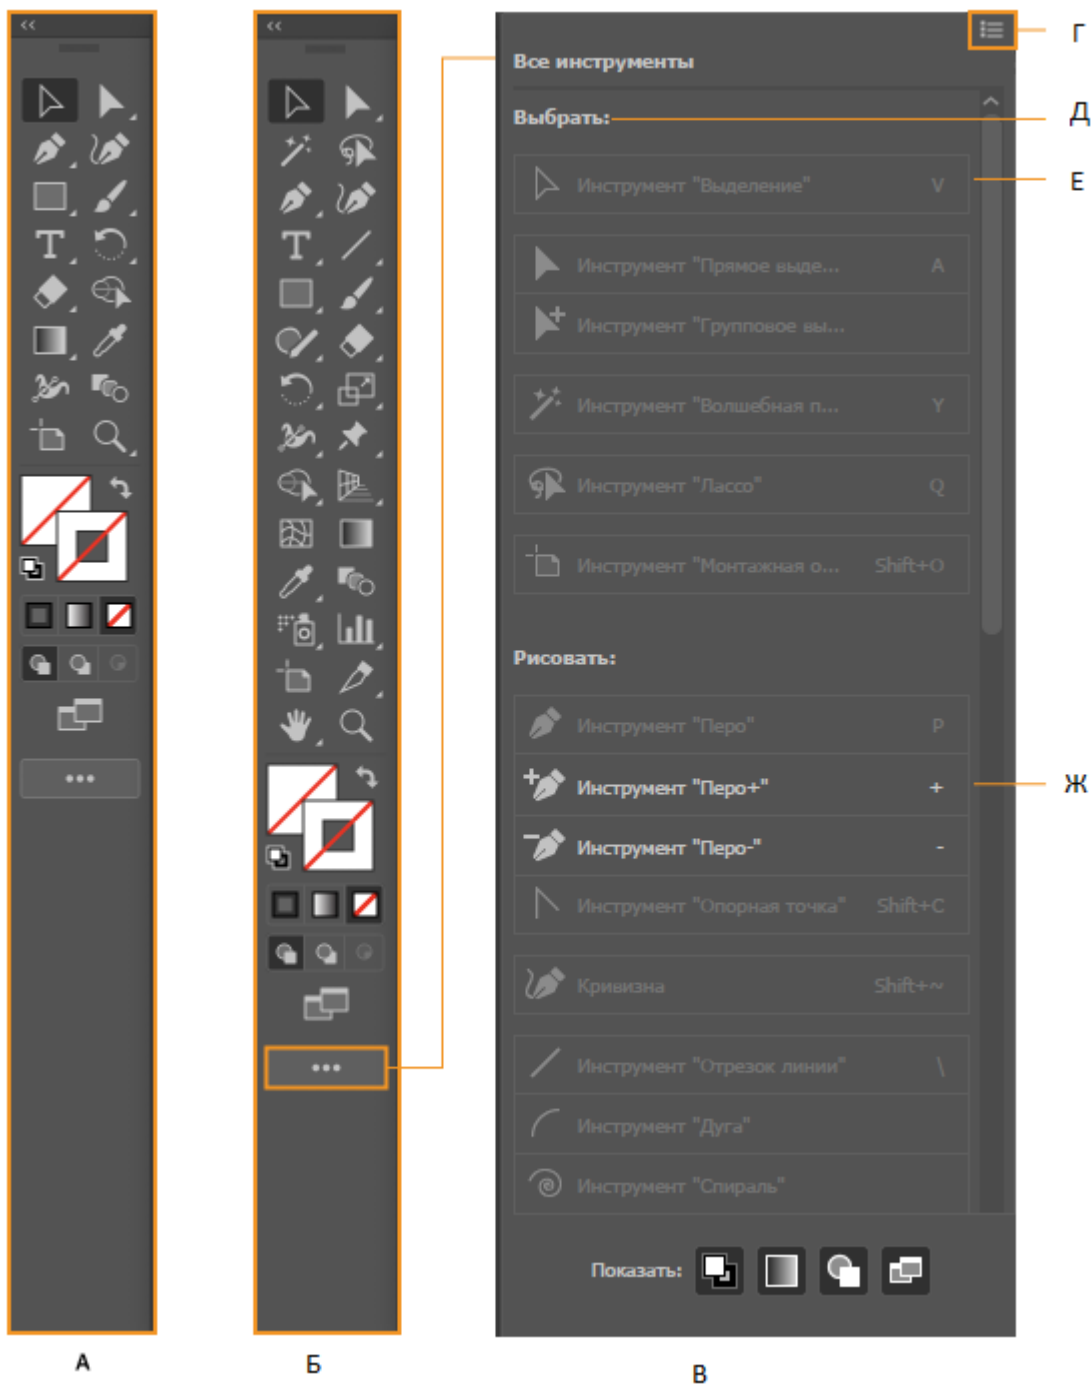 Г
Все инструменты
Выбрать:
Д
Инструмент "Выделение" V
Е
Инструмент "Прямое выде... A
Инструмент "Групповое вы...
Инструмент "Волшебная п... Y
Инструмент "Лассо" Q
Инструмент "Монтажная о... Shift+O
Рисовать:
Инструмент "Перо" P
Инструмент "Перо+" +
Ж
Инструмент "Перо-" -
Инструмент "Опорная точка" Shift+C
Кривизна Shift+~
Инструмент "Отрезок линии" \
Инструмент "Дуга"
Инструмент "Спираль"
Показать:
А
Б
В